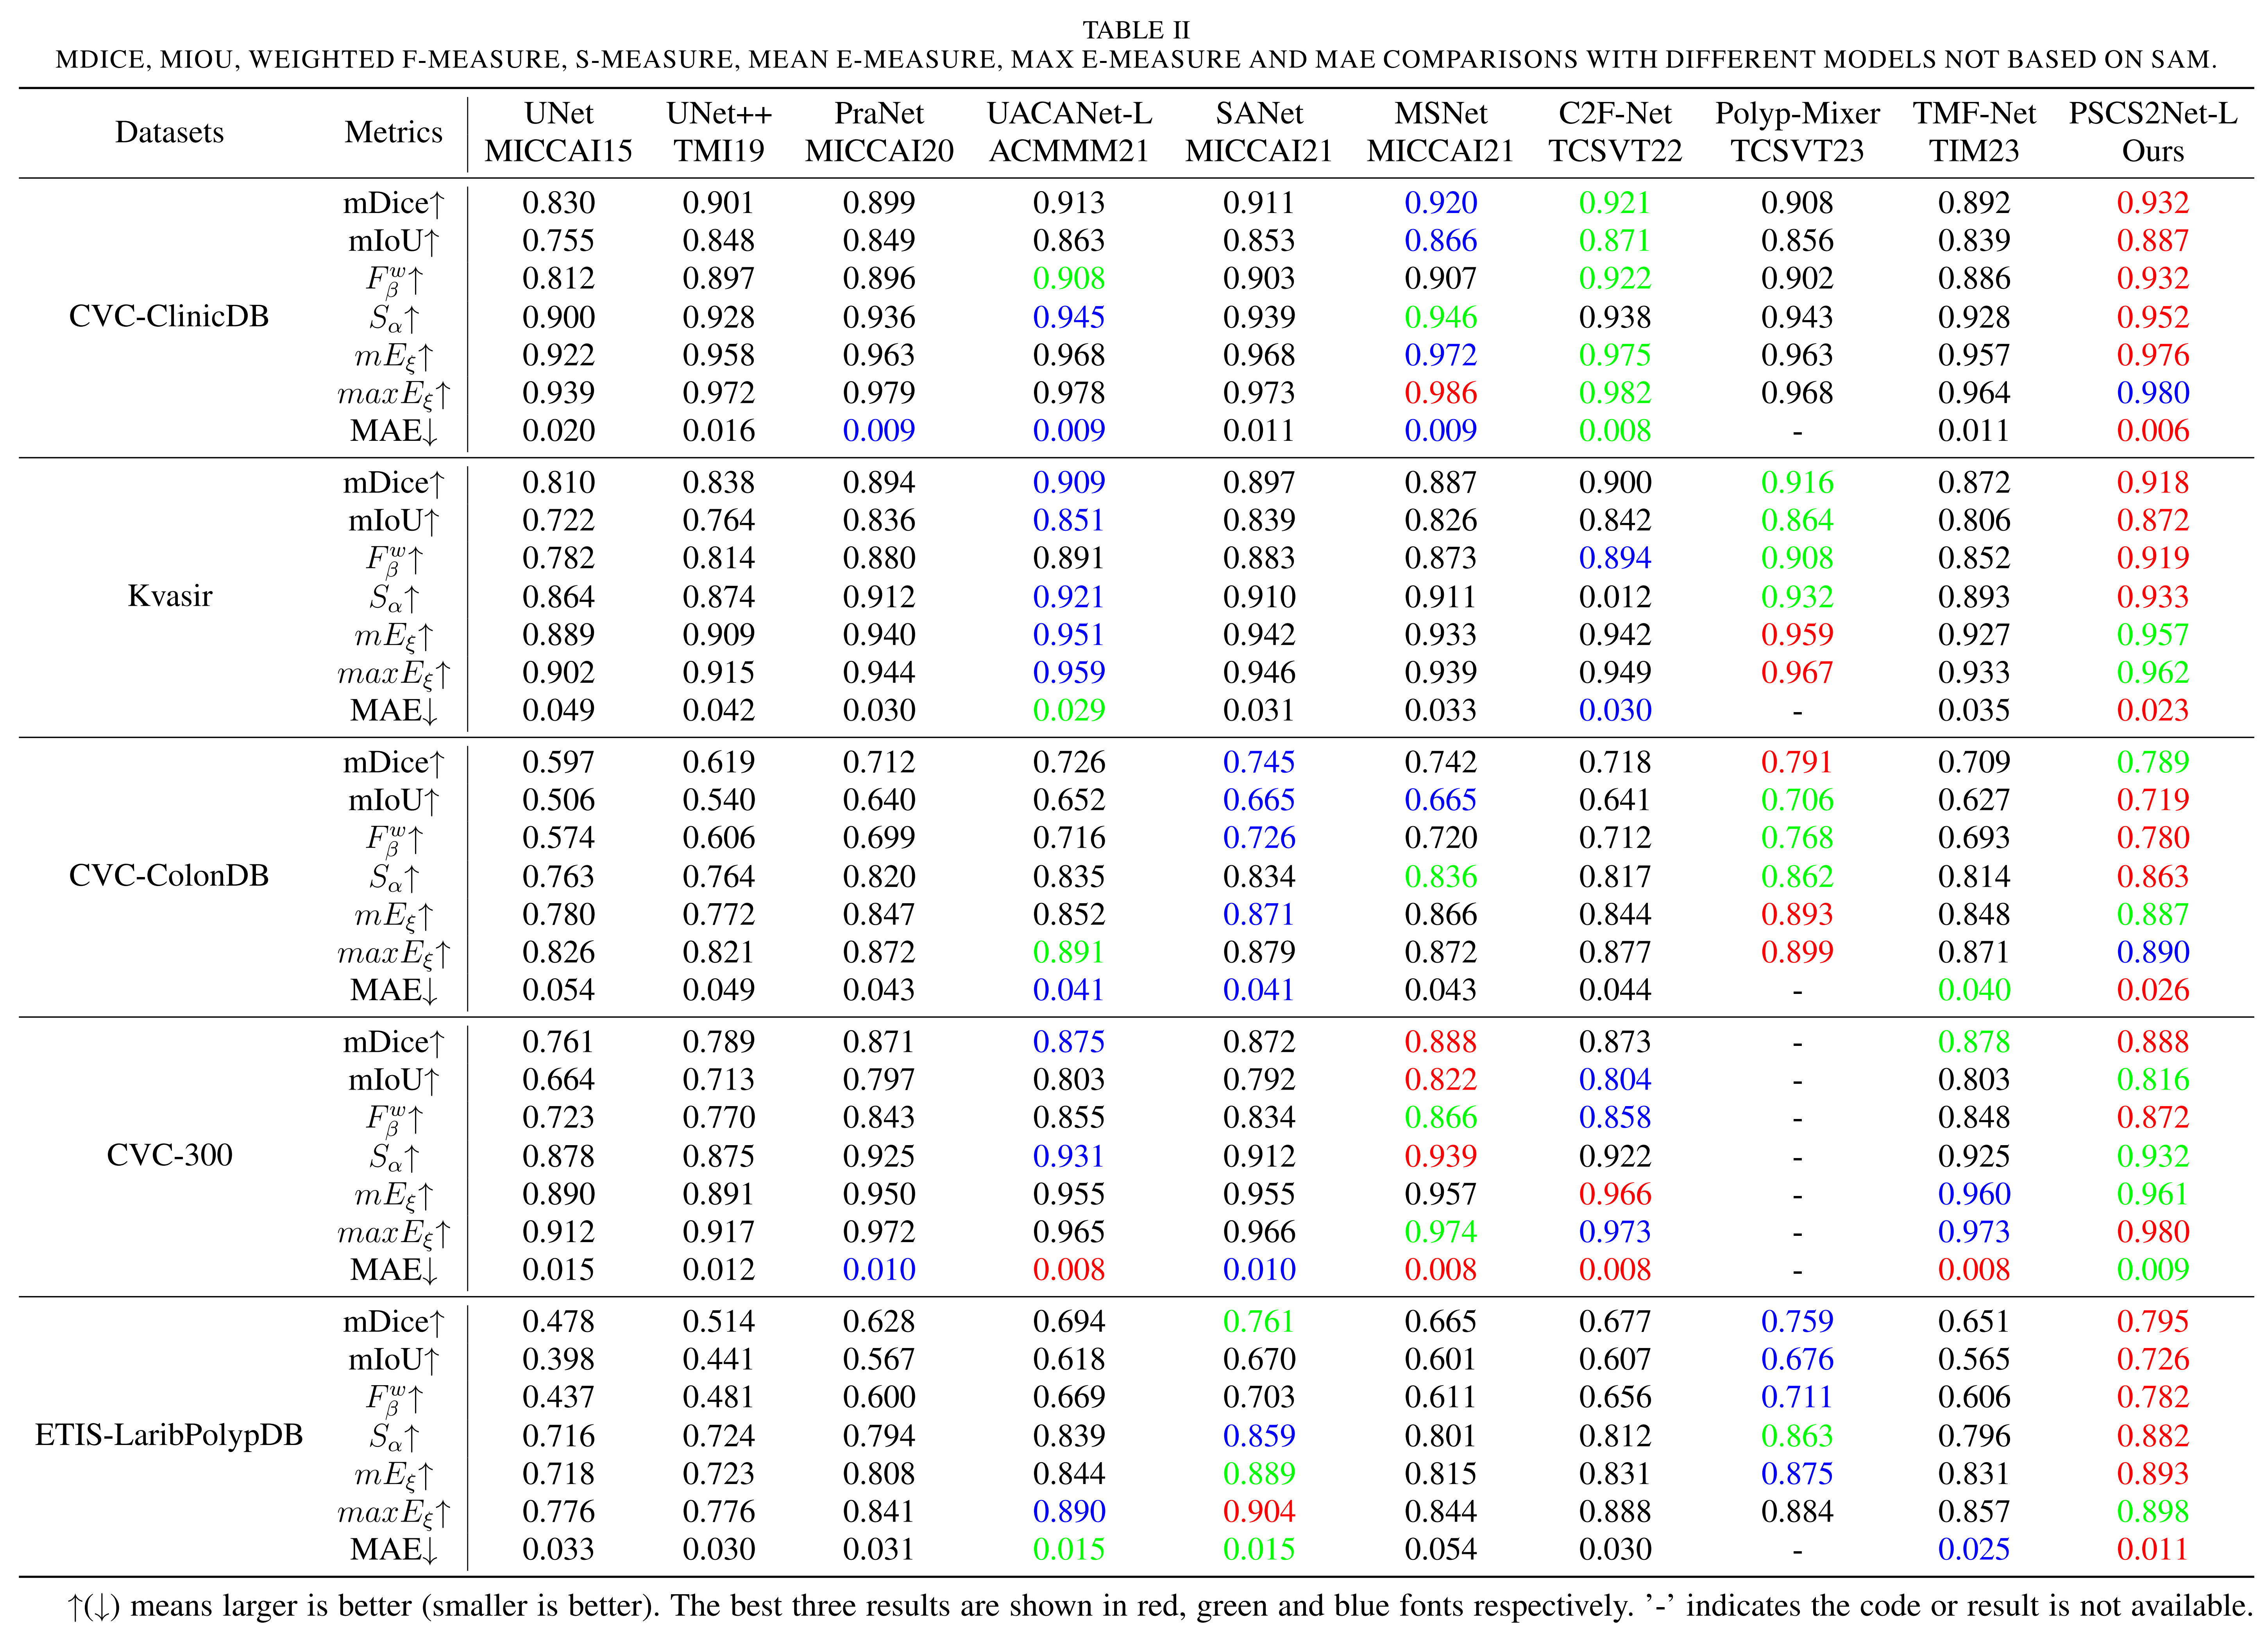 TABLE II
MDICE, MIOU, WEIGHTED F-MEASURE, S-MEASURE, MEAN E-MEASURE, MAX E-MEASURE AND MAE COMPARISONS WITH DIFFERENT MODELS NOT BASED ON SAM.
Datasets Metrics UNet UNet++ PraNet UACANet-L SANet MSNet C2F-Net Polyp-Mixer TMF-Net PSCS2Net-L
MICCAI15 TMI19 MICCAI20 ACMMM21 MICCAI21 MICCAI21 TCSVT22 TCSVT23 TIM23 Ours
mDice↑ 0.830 0.901 0.899 0.913 0.911 0.920 0.921 0.908 0.892 0.932
mIoU↑ 0.755 0.848 0.849 0.863 0.853 0.866 0.871 0.856 0.839 0.887
F^w_β↑ 0.812 0.897 0.896 0.908 0.903 0.907 0.922 0.902 0.886 0.932
CVC-ClinicDB S_α↑ 0.900 0.928 0.936 0.945 0.939 0.946 0.938 0.943 0.928 0.952
mE_ξ↑ 0.922 0.958 0.963 0.968 0.968 0.972 0.975 0.963 0.957 0.976
maxE_ξ↑ 0.939 0.972 0.979 0.978 0.973 0.986 0.982 0.968 0.964 0.980
MAE↓ 0.020 0.016 0.009 0.009 0.011 0.009 0.008 - 0.011 0.006
mDice↑ 0.810 0.838 0.894 0.909 0.897 0.887 0.900 0.916 0.872 0.918
mIoU↑ 0.722 0.764 0.836 0.851 0.839 0.826 0.842 0.864 0.806 0.872
F^w_β↑ 0.782 0.814 0.880 0.891 0.883 0.873 0.894 0.908 0.852 0.919
Kvasir S_α↑ 0.864 0.874 0.912 0.921 0.910 0.911 0.012 0.932 0.893 0.933
mE_ξ↑ 0.889 0.909 0.940 0.951 0.942 0.933 0.942 0.959 0.927 0.957
maxE_ξ↑ 0.902 0.915 0.944 0.959 0.946 0.939 0.949 0.967 0.933 0.962
MAE↓ 0.049 0.042 0.030 0.029 0.031 0.033 0.030 - 0.035 0.023
mDice↑ 0.597 0.619 0.712 0.726 0.745 0.742 0.718 0.791 0.709 0.789
mIoU↑ 0.506 0.540 0.640 0.652 0.665 0.665 0.641 0.706 0.627 0.719
F^w_β↑ 0.574 0.606 0.699 0.716 0.726 0.720 0.712 0.768 0.693 0.780
CVC-ColonDB S_α↑ 0.763 0.764 0.820 0.835 0.834 0.836 0.817 0.862 0.814 0.863
mE_ξ↑ 0.780 0.772 0.847 0.852 0.871 0.866 0.844 0.893 0.848 0.887
maxE_ξ↑ 0.826 0.821 0.872 0.891 0.879 0.872 0.877 0.899 0.871 0.890
MAE↓ 0.054 0.049 0.043 0.041 0.041 0.043 0.044 - 0.040 0.026
mDice↑ 0.761 0.789 0.871 0.875 0.872 0.888 0.873 - 0.878 0.888
mIoU↑ 0.664 0.713 0.797 0.803 0.792 0.822 0.804 - 0.803 0.816
F^w_β↑ 0.723 0.770 0.843 0.855 0.834 0.866 0.858 - 0.848 0.872
CVC-300 S_α↑ 0.878 0.875 0.925 0.931 0.912 0.939 0.922 - 0.925 0.932
mE_ξ↑ 0.890 0.891 0.950 0.955 0.955 0.957 0.966 - 0.960 0.961
maxE_ξ↑ 0.912 0.917 0.972 0.965 0.966 0.974 0.973 - 0.973 0.980
MAE↓ 0.015 0.012 0.010 0.008 0.010 0.008 0.008 - 0.008 0.009
mDice↑ 0.478 0.514 0.628 0.694 0.761 0.665 0.677 0.759 0.651 0.795
mIoU↑ 0.398 0.441 0.567 0.618 0.670 0.601 0.607 0.676 0.565 0.726
F^w_β↑ 0.437 0.481 0.600 0.669 0.703 0.611 0.656 0.711 0.606 0.782
ETIS-LaribPolypDB S_α↑ 0.716 0.724 0.794 0.839 0.859 0.801 0.812 0.863 0.796 0.882
mE_ξ↑ 0.718 0.723 0.808 0.844 0.889 0.815 0.831 0.875 0.831 0.893
maxE_ξ↑ 0.776 0.776 0.841 0.890 0.904 0.844 0.888 0.884 0.857 0.898
MAE↓ 0.033 0.030 0.031 0.015 0.015 0.054 0.030 - 0.025 0.011
↑(↓) means larger is better (smaller is better). The best three results are shown in red, green and blue fonts respectively. ’-’ indicates the code or result is not available.